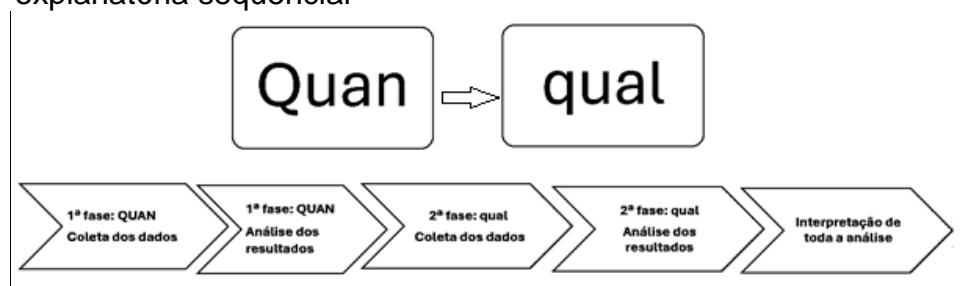 explanatória sequencial
Quan
qual
1ª fase: QUAN
Coleta dos dados
1ª fase: QUAN
Análise dos
resultados
2ª fase: qual
Coleta dos dados
2ª fase: qual
Análise dos
resultados
Interpretação de
toda a análise